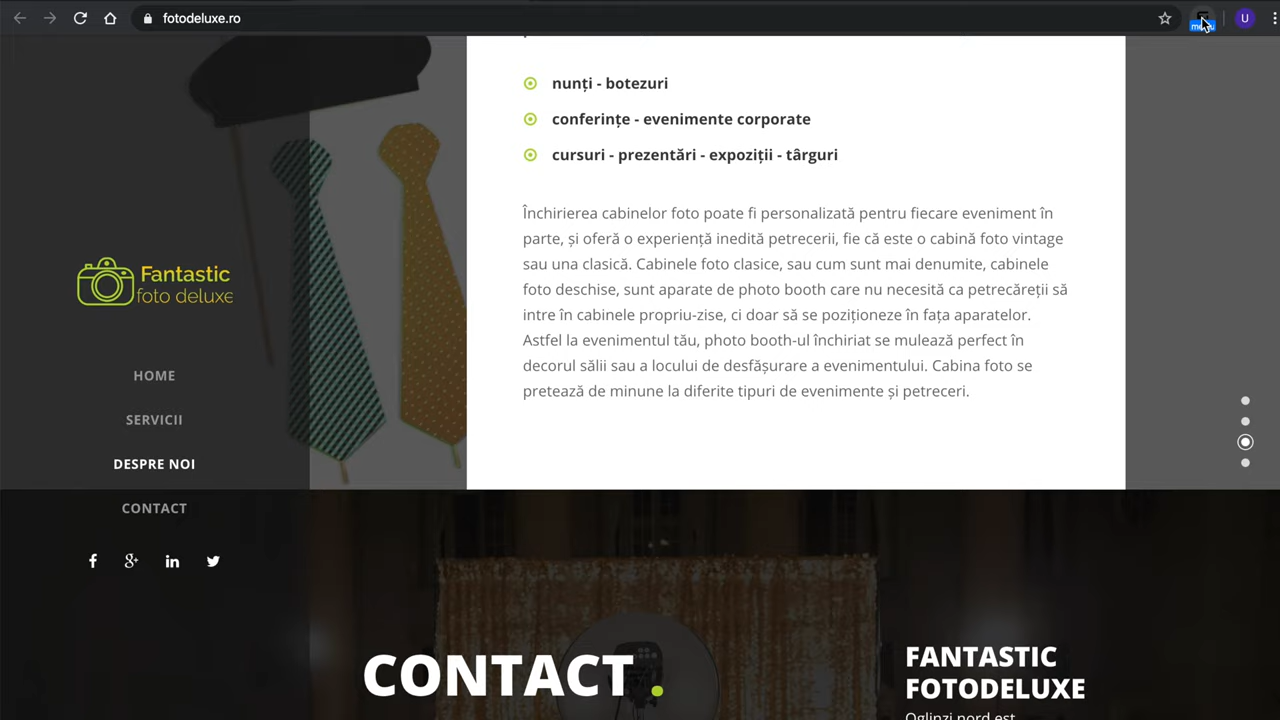 fotodeluxe.ro
U
nunți - botezuri
conferințe - evenimente corporate
cursuri - prezentări - expoziții - târguri
Închirierea cabinelor foto poate fi personalizată pentru fiecare eveniment în
parte, și oferă o experiență inedită petrecerii, fie că este o cabină foto vintage
sau una clasică. Cabinele foto clasice, sau cum sunt mai denumite, cabinele
foto deschise, sunt aparate de photo booth care nu necesită ca petrecăreții să
intre în cabinele propriu-zise, ci doar să se poziționeze în fața aparatelor.
Astfel la evenimentul tău, photo booth-ul închiriat se mulează perfect în
decorul sălii sau a locului de desfășurare a evenimentului. Cabina foto se
pretează de minune la diferite tipuri de evenimente și petreceri.
Fantastic
foto deluxe
HOME
SERVICII
DESPRE NOI
CONTACT
CONTACT.
FANTASTIC
FOTODELUXE
Oglinzi nord est